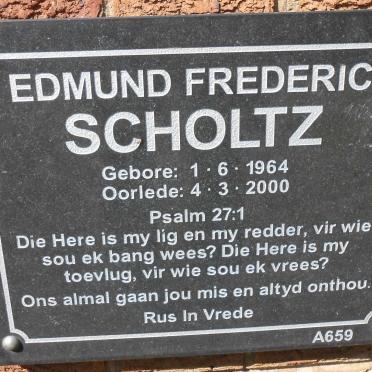 EDMUND FREDERIC
SCHOLTZ
Gebore: 1 · 6 · 1964
Oorlede: 4 · 3 · 2000
Psalm 27:1
Die Here is my lig en my redder, vir wie
sou ek bang wees? Die Here is my
toevlug, vir wie sou ek vrees?
Ons almal gaan jou mis en altyd onthou.
Rus In Vrede
A659